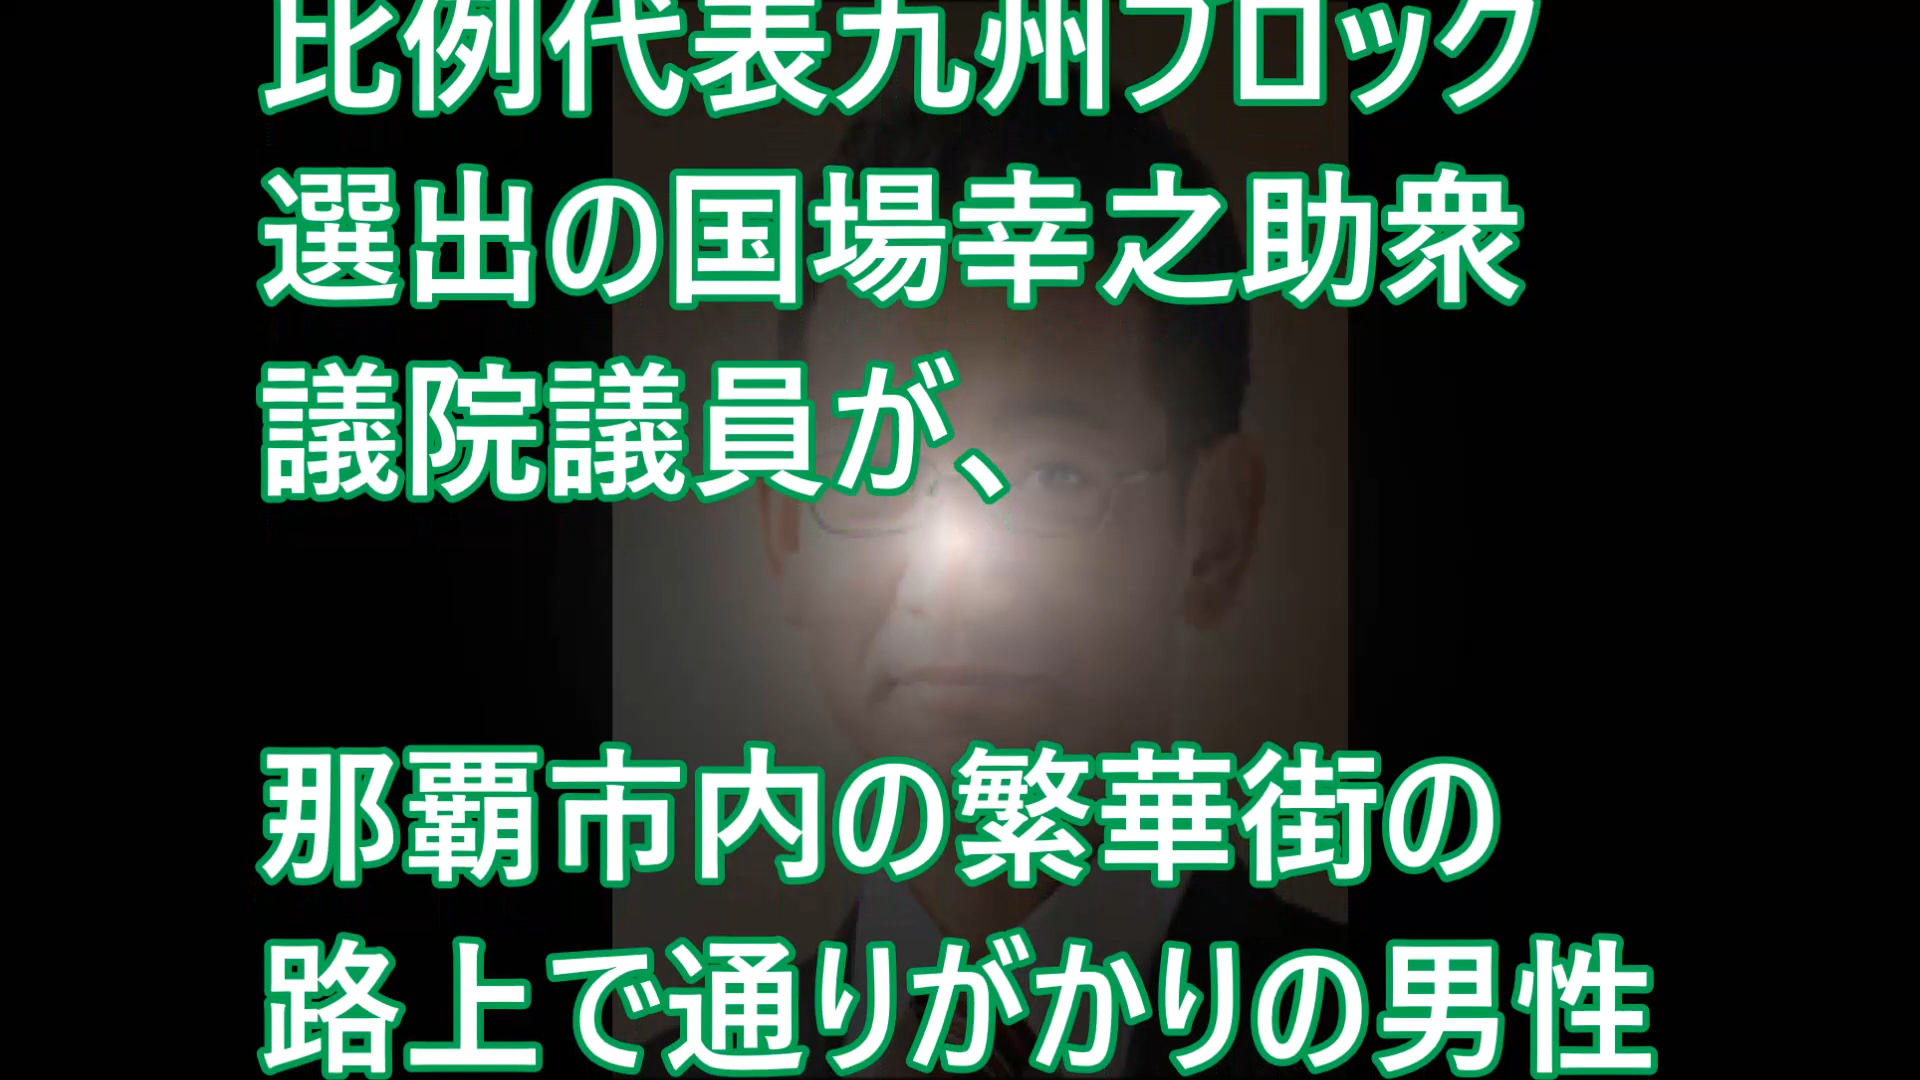 比例代表九州ブロック
選出の国場幸之助衆
議院議員が、
那覇市内の繁華街の
路上で通りがかりの男性